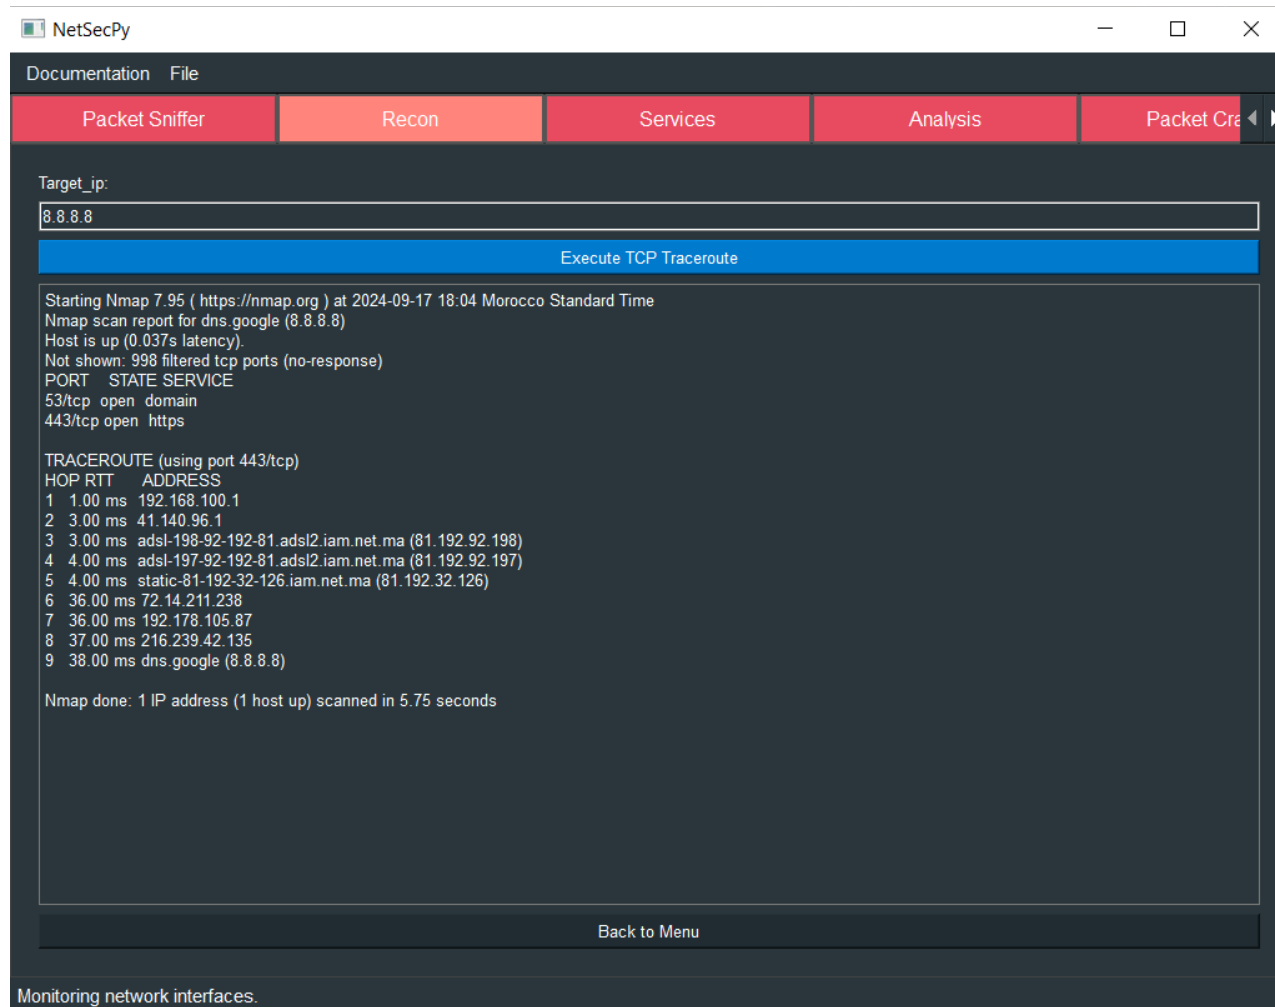 NetSecPy
Documentation File
Packet Sniffer Recon Services Analysis Packet Cra
Target_ip:
8.8.8.8
Execute TCP Traceroute
Starting Nmap 7.95 ( https://nmap.org ) at 2024-09-17 18:04 Morocco Standard Time
Nmap scan report for dns.google (8.8.8.8)
Host is up (0.037s latency).
Not shown: 998 filtered tcp ports (no-response)
PORT STATE SERVICE
53/tcp open domain
443/tcp open https
TRACEROUTE (using port 443/tcp)
HOP RTT ADDRESS
1 1.00 ms 192.168.100.1
2 3.00 ms 41.140.96.1
3 3.00 ms adsl-198-92-192-81.adsl2.iam.net.ma (81.192.92.198)
4 4.00 ms adsl-197-92-192-81.adsl2.iam.net.ma (81.192.92.197)
5 4.00 ms static-81-192-32-126.iam.net.ma (81.192.32.126)
6 36.00 ms 72.14.211.238
7 36.00 ms 192.178.105.87
8 37.00 ms 216.239.42.135
9 38.00 ms dns.google (8.8.8.8)
Nmap done: 1 IP address (1 host up) scanned in 5.75 seconds
Back to Menu
Monitoring network interfaces.